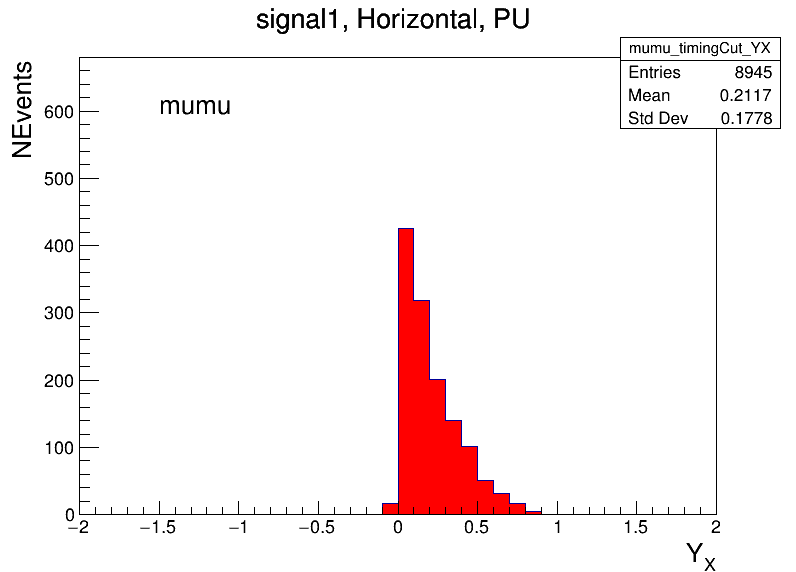 signal1, Horizontal, PU
mumu_timingCut_YX
Entries 8945
Mean 0.2117
Std Dev 0.1778
NEvents
mumu
600
500
400
300
200
100
0
−2 −1.5 −1 −0.5 0 0.5 1 1.5 2
Y_X